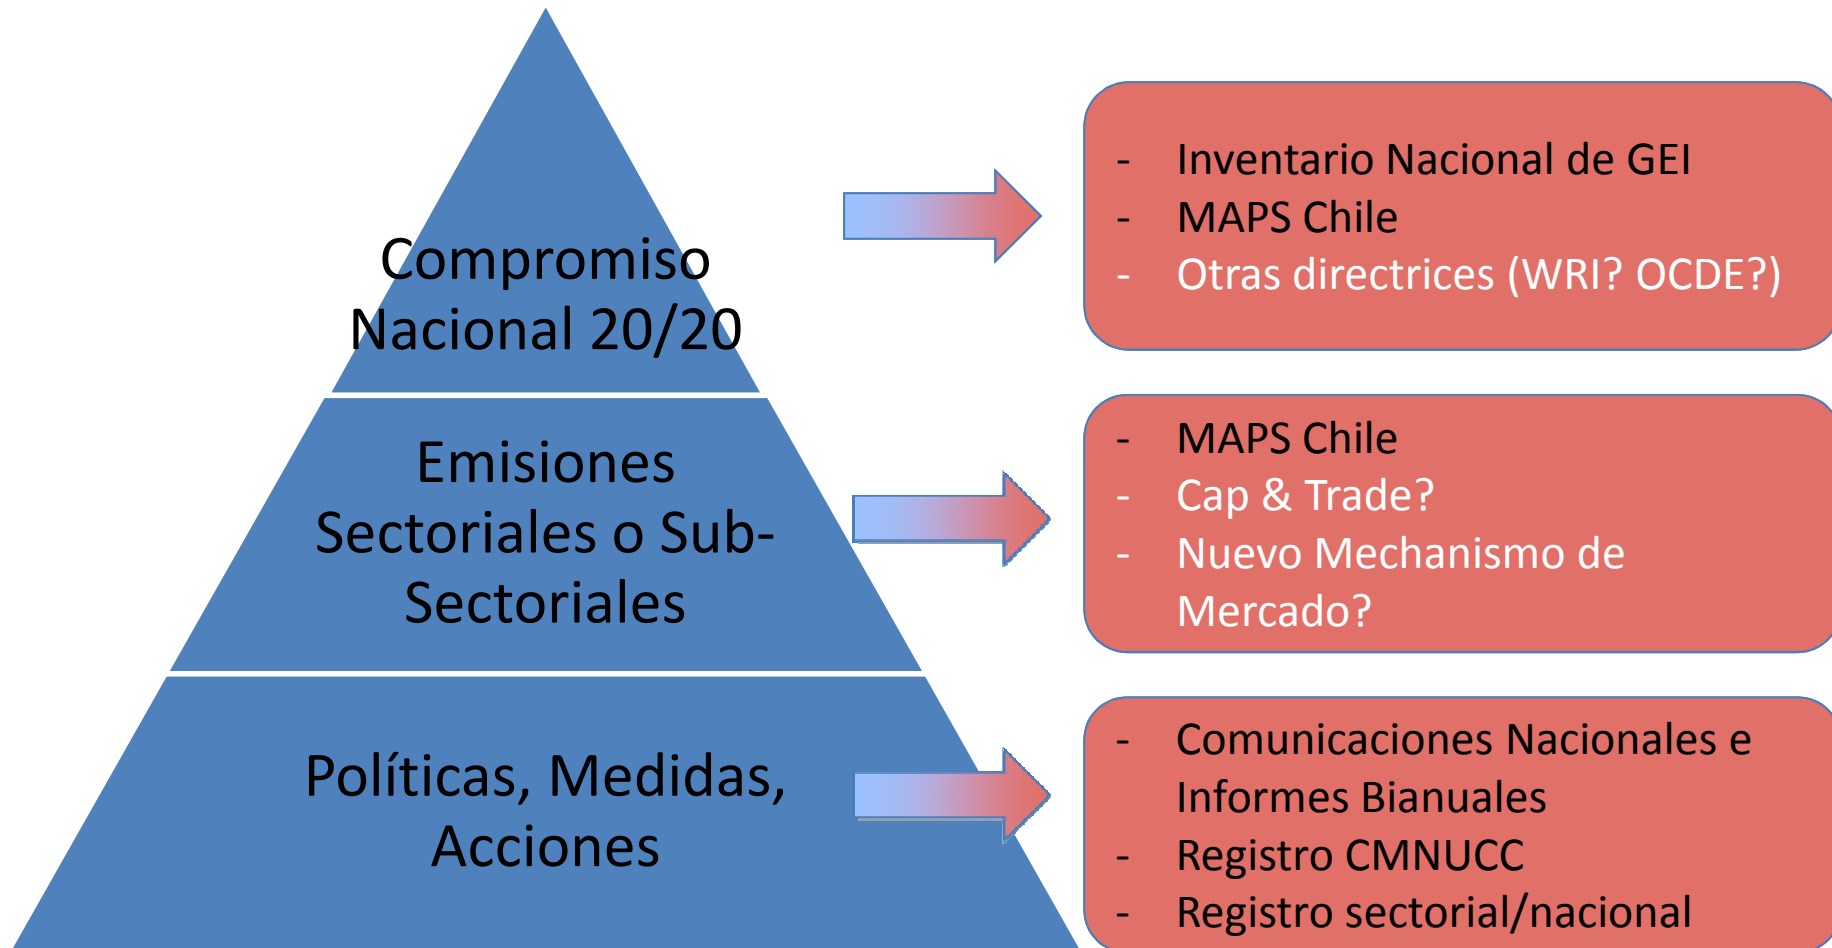 Compromiso
Nacional 20/20
- Inventario Nacional de GEI
- MAPS Chile
- Otras directrices (WRI? OCDE?)
Emisiones
Sectoriales o Sub-
Sectoriales
- MAPS Chile
- Cap & Trade?
- Nuevo Mechanismo de
Mercado?
Políticas, Medidas,
Acciones
- Comunicaciones Nacionales e
Informes Bianuales
- Registro CMNUCC
- Registro sectorial/nacional